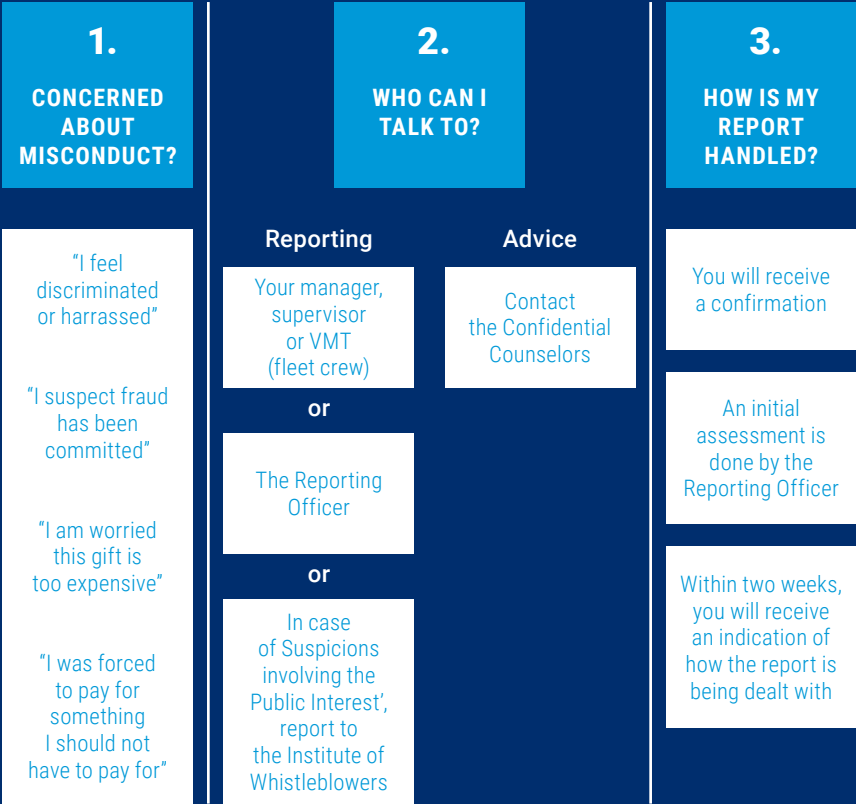 1.
CONCERNED
ABOUT
MISCONDUCT?
"I feel
discriminated
or harrassed"
"I suspect fraud
has been
committed"
"I am worried
this gift is
too expensive"
"I was forced
to pay for
something
I should not
have to pay for"
2.
WHO CAN I
TALK TO?
Reporting
Your manager,
supervisor
or VMT
(fleet crew)
or
The Reporting
Officer
or
In case
of Suspicions
involving the
Public Interest',
report to
the Institute of
Whistleblowers
Advice
Contact
the Confidential
Counselors
3.
HOW IS MY
REPORT
HANDLED?
You will receive
a confirmation
An initial
assessment is
done by the
Reporting Officer
Within two weeks,
you will receive
an indication of
how the report is
being dealt with